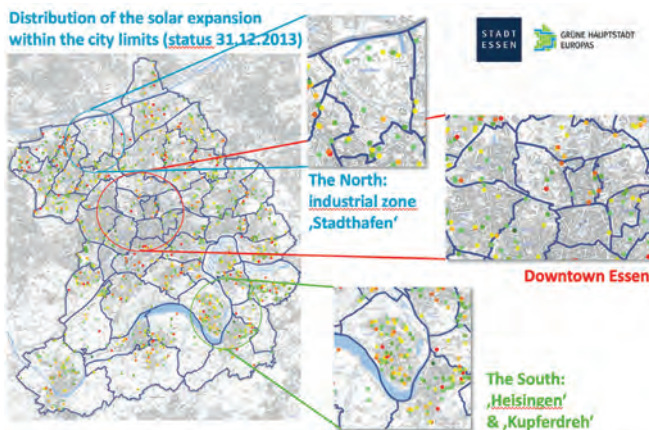 Distribution of the solar expansion
within the city limits (status 31.12.2013)
STADT
ESSEN
GRÜNE HAUPTSTADT
EUROPAS
The North:
industrial zone
‚Stadthafen‘
Downtown Essen
The South:
‚Heisingen‘
& ‚Kupferdreh‘